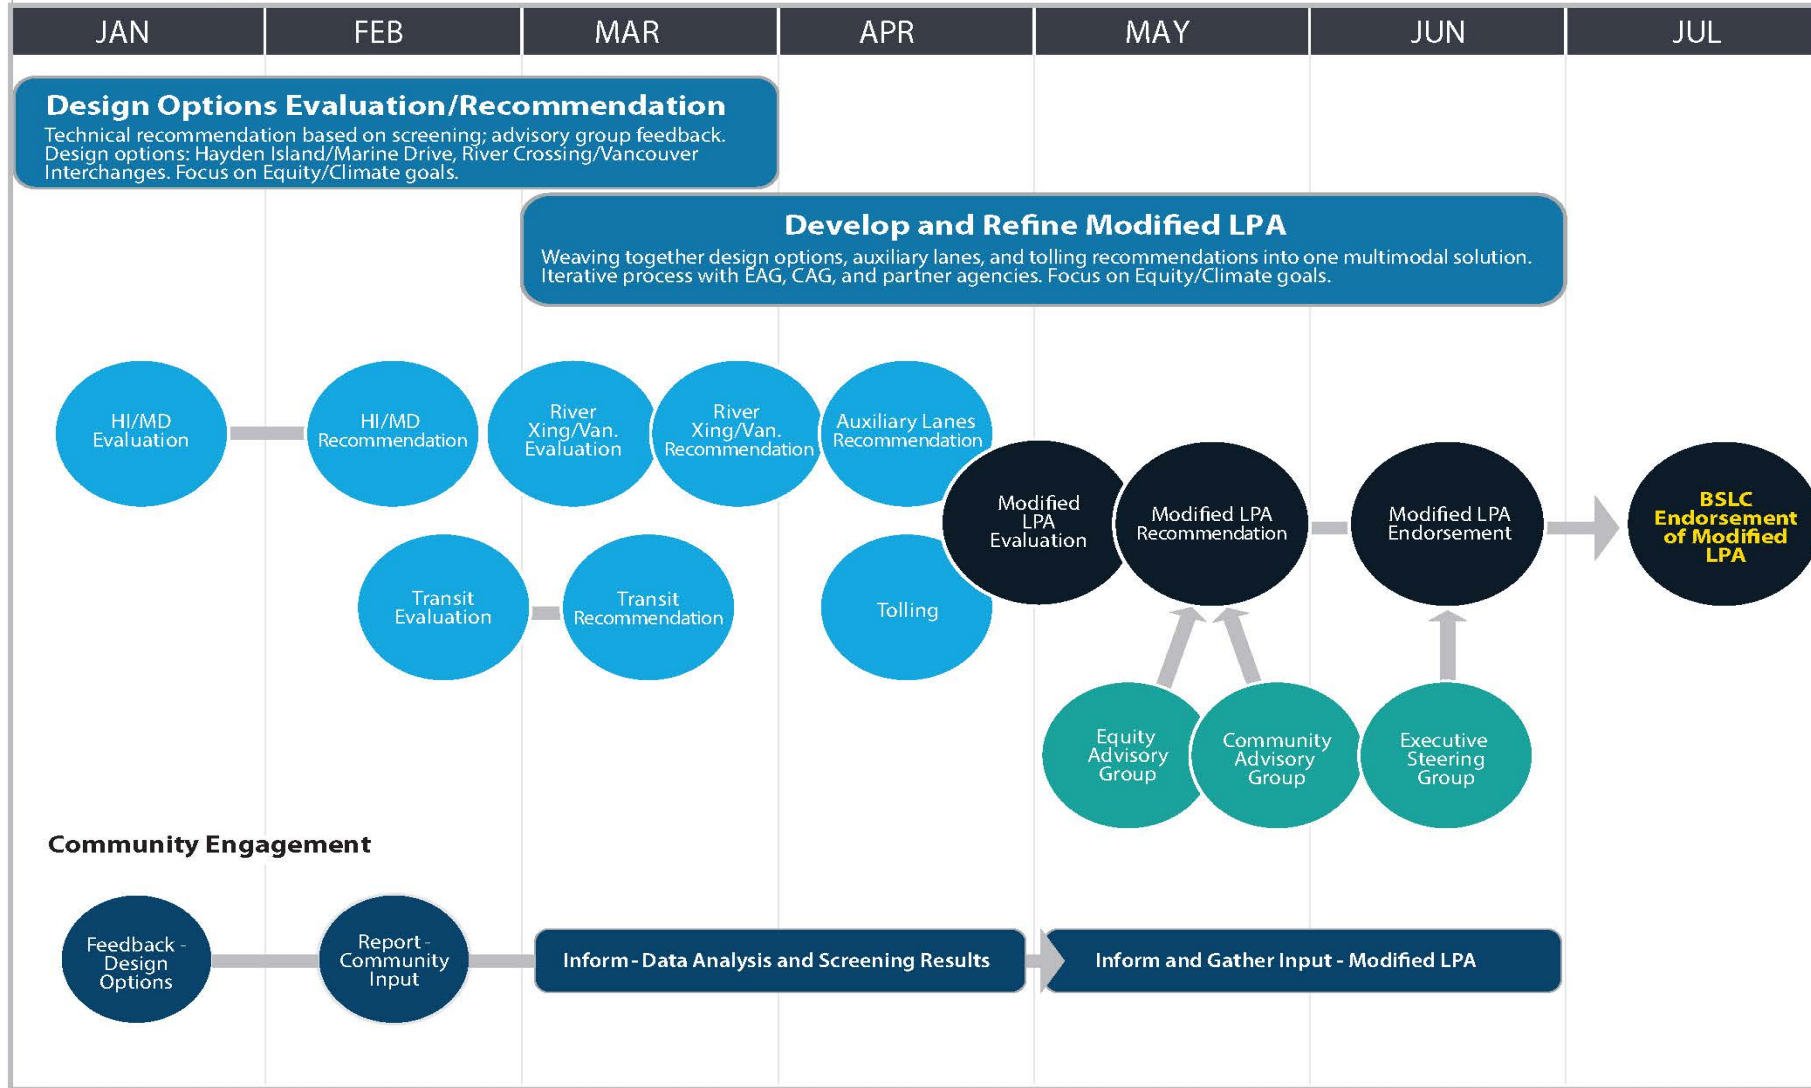 JAN
FEB
MAR
APR
MAY
JUN
JUL
Design Options Evaluation/Recommendation
Technical recommendation based on screening; advisory group feedback.
Design options: Hayden Island/Marine Drive, River Crossing/Vancouver
Interchanges. Focus on Equity/Climate goals.
Develop and Refine Modified LPA
Weaving together design options, auxiliary lanes, and tolling recommendations into one multimodal solution.
Iterative process with EAG, CAG, and partner agencies. Focus on Equity/Climate goals.
HI/MD
Evaluation
HI/MD
Recommendation
River
Xing/Van.
Evaluation
River
Xing/Van.
Recommendation
Auxiliary Lanes
Recommendation
Modified
LPA
Evaluation
Modified LPA
Recommendation
Modified LPA
Endorsement
BSLC
Endorsement
of Modified
LPA
Transit
Evaluation
Transit
Recommendation
Tolling
Equity
Advisory
Group
Community
Advisory
Group
Executive
Steering
Group
Community Engagement
Feedback -
Design
Options
Report -
Community
Input
Inform - Data Analysis and Screening Results
Inform and Gather Input - Modified LPA